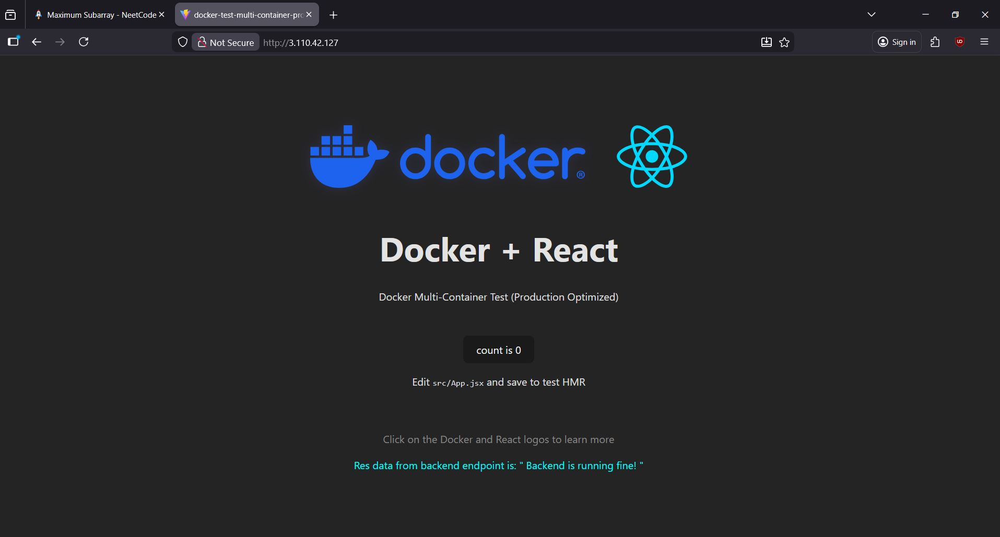 Maximum Subarray - NeetCode
docker-test-multi-container-pro
Not Secure
http://3.110.42.127
Sign in
docker
®
Docker + React
Docker Multi-Container Test (Production Optimized)
count is 0
Edit src/App.jsx and save to test HMR
Click on the Docker and React logos to learn more
Res data from backend endpoint is: " Backend is running fine! "